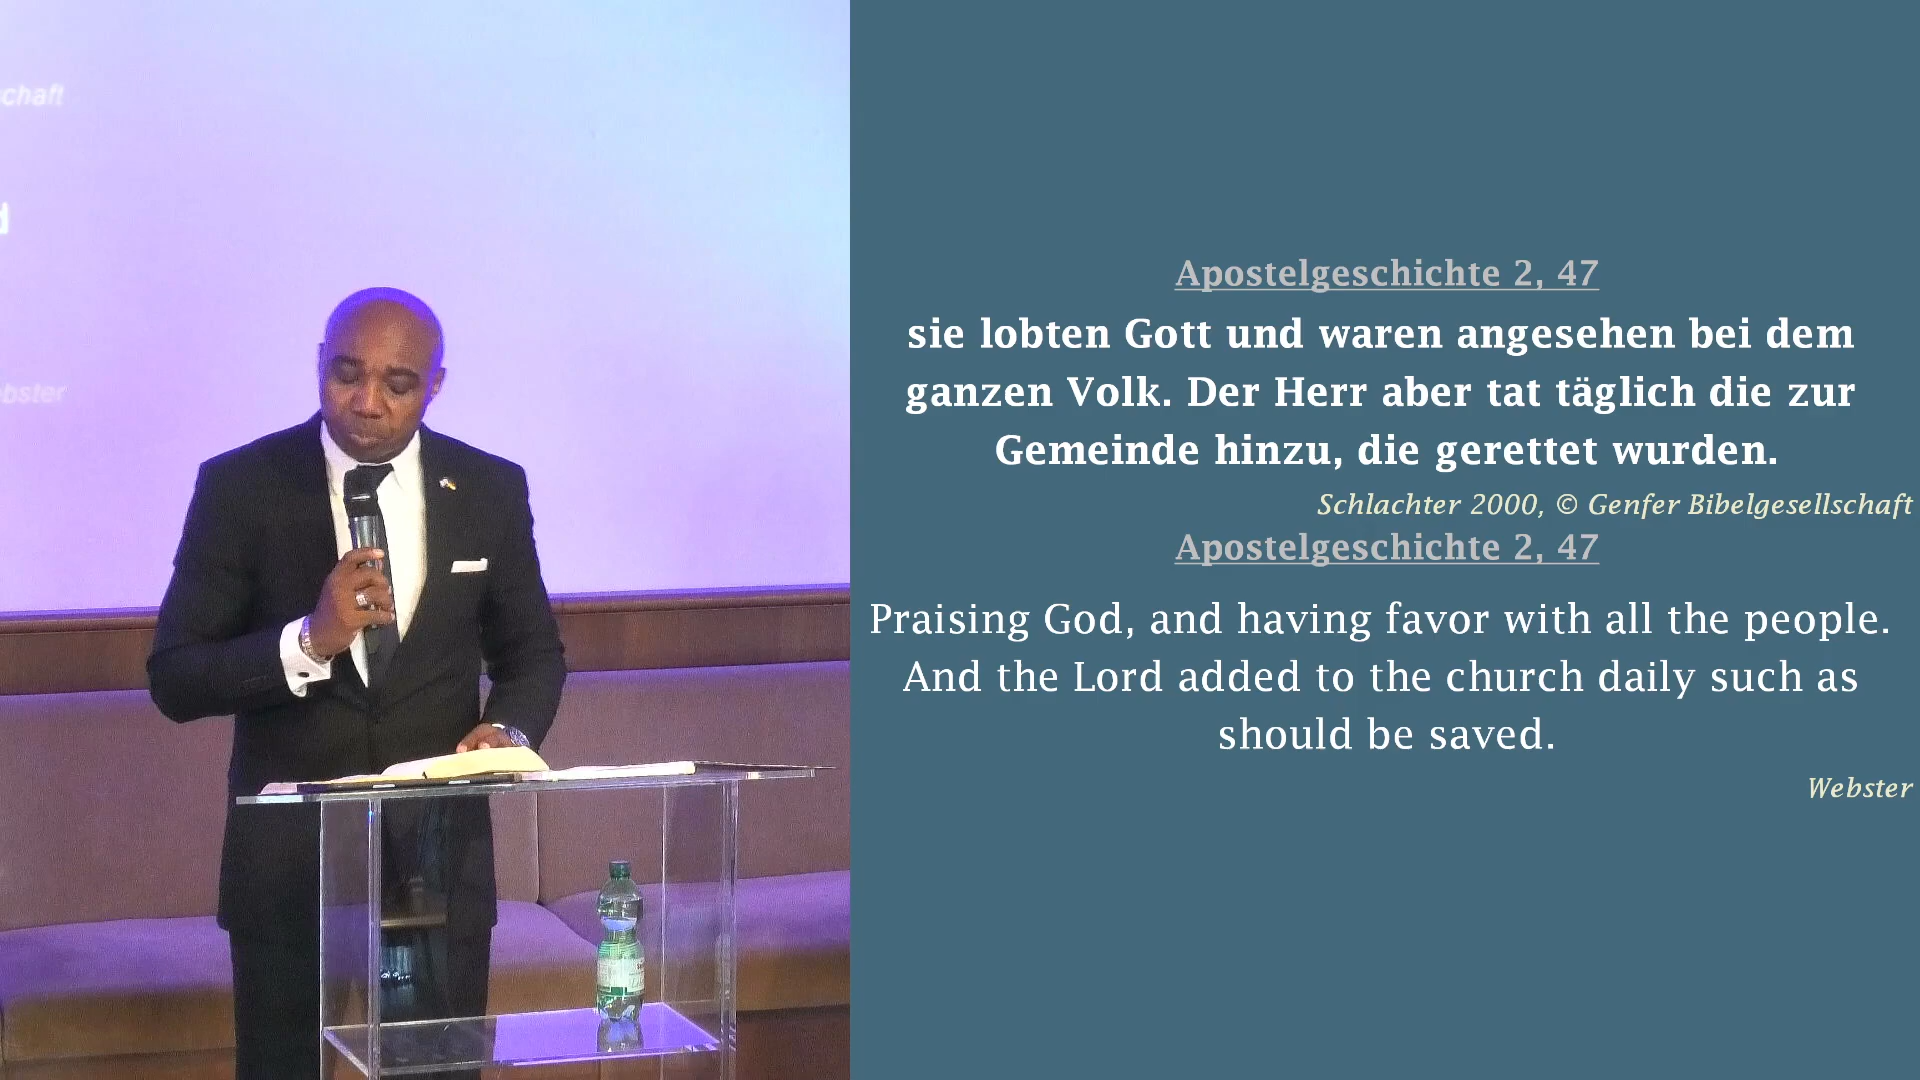 chaft
d
bster
Apostelgeschichte 2, 47
sie lobten Gott und waren angesehen bei dem
ganzen Volk. Der Herr aber tat täglich die zur
Gemeinde hinzu, die gerettet wurden.
Schlachter 2000, © Genfer Bibelgesellschaft
Apostelgeschichte 2, 47
Praising God, and having favor with all the people.
And the Lord added to the church daily such as
should be saved.
Webster